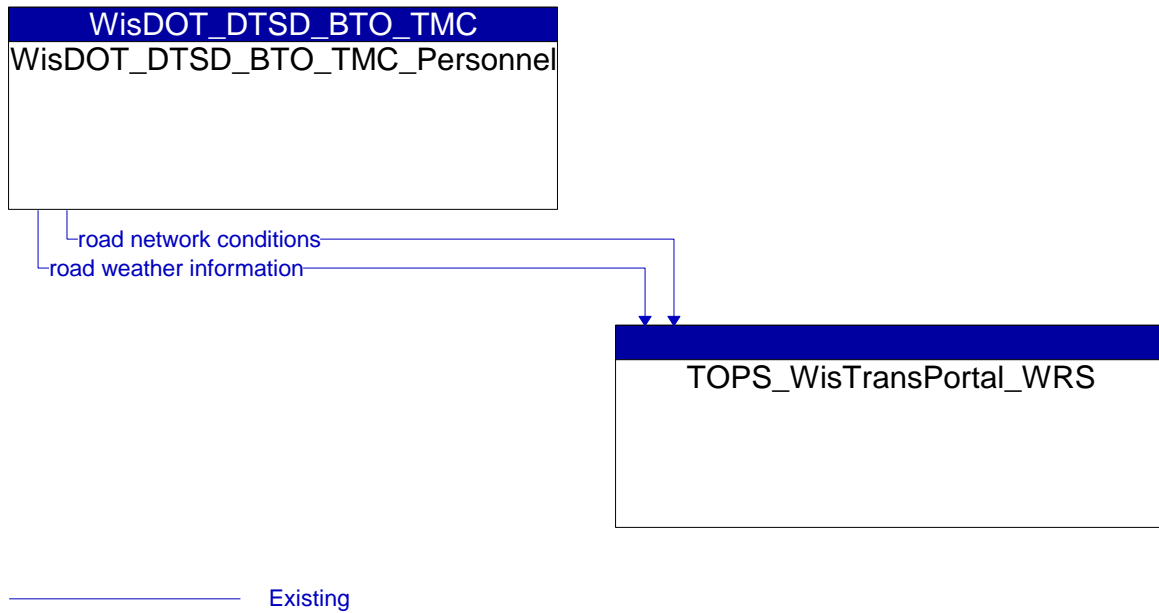 WisDOT_DTSD_BTO_TMC
WisDOT_DTSD_BTO_TMC_Personnel
road network conditions
road weather information
TOPS_WisTransPortal_WRS
Existing